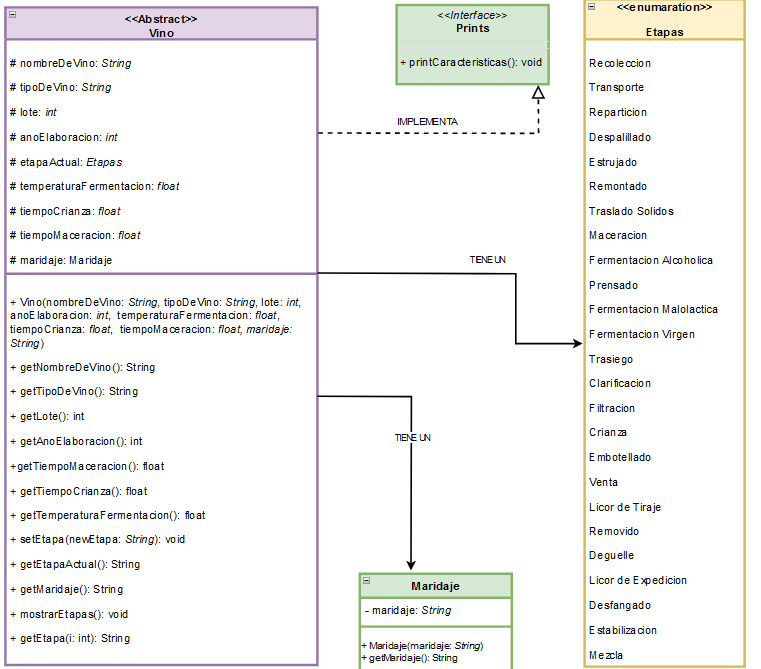 <<Abstract>>
Vino
# nombreDeVino: String
# tipoDeVino: String
# lote: int
# anoElaboracion: int
# etapaActual: Etapas
# temperaturaFermentacion: float
# tiempoCrianza: float
# tiempoMaceracion: float
# maridaje: Maridaje
+ Vino(nombreDeVino: String, tipoDeVino: String, lote: int,
anoElaboracion: int, temperaturaFermentacion: float,
tiempoCrianza: float, tiempoMaceracion: float, maridaje:
String)
+ getNombreDeVino(): String
+ getTipoDeVino(): String
+ getLote(): int
+ getAnoElaboracion(): int
+getTiempoMaceracion(): float
+ getTiempoCrianza(): float
+ getTemperaturaFermentacion(): float
+ setEtapa(newEtapa: String): void
+ getEtapaActual(): String
+ getMaridaje(): String
+ mostrarEtapas(): void
+ getEtapa(i: int): String
<<Interface>>
Prints
+ printCaracteristicas(): void
IMPLEMENTA
TIENE UN
TIENE UN
Maridaje
- maridaje: String
+ Maridaje(maridaje: String)
+ getMaridaje(): String
<<enumaration>>
Etapas
Recoleccion
Transporte
Reparticion
Despalillado
Estrujado
Remontado
Traslado Solidos
Maceracion
Fermentacion Alcoholica
Prensado
Fermentacion Malolactica
Fermentacion Virgen
Trasiego
Clarificacion
Filtracion
Crianza
Embotellado
Venta
Licor de Tiraje
Removido
Deguelle
Licor de Expedicion
Desfangado
Estabilizacion
Mezcla